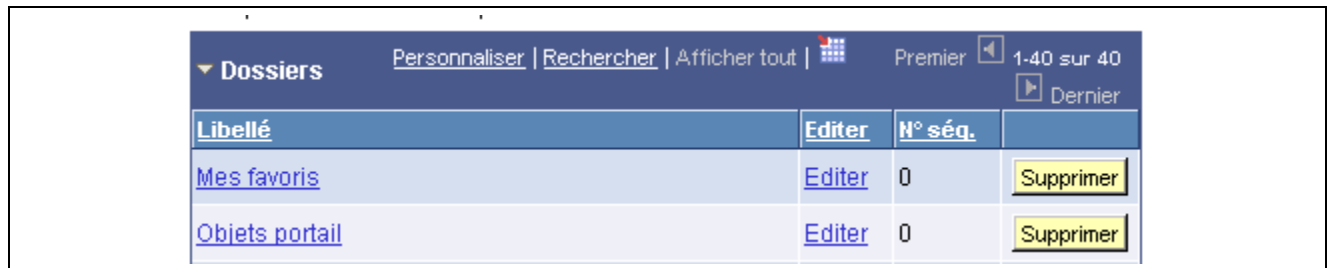 Dossiers Personnaliser | Rechercher | Afficher tout | Premier 1-40 sur 40
Dernier
Libellé Editer N° séq.
Mes favoris Editer 0 Supprimer
Objets portail Editer 0 Supprimer